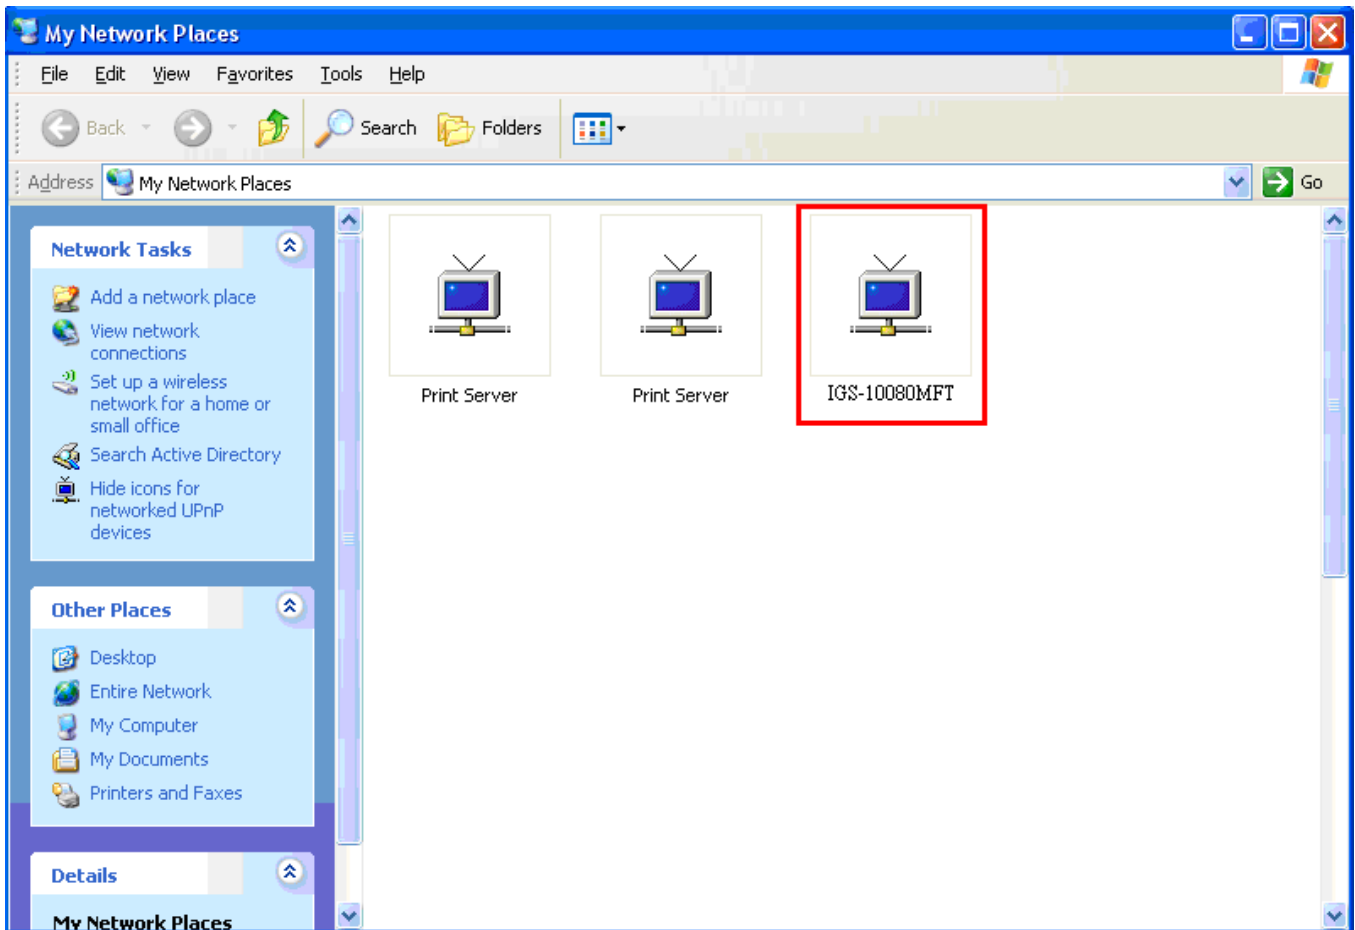 My Network Places
File Edit View Favorites Tools Help
Back Search Folders
Address My Network Places Go
Network Tasks
Add a network place
View network
connections
Set up a wireless
network for a home or
small office
Search Active Directory
Hide icons for
networked UPnP
devices
Other Places
Desktop
Entire Network
My Computer
My Documents
Printers and Faxes
Details
My Network Places
Print Server
Print Server
IGS-10080MFT